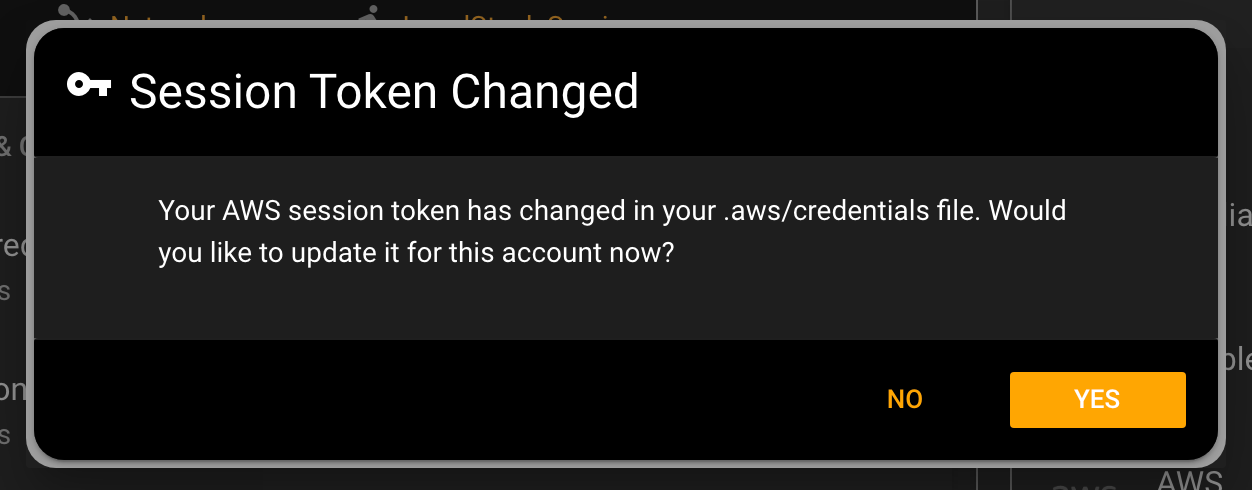 Session Token Changed
Your AWS session token has changed in your .aws/credentials file. Would
you like to update it for this account now?
NO
YES
AWS